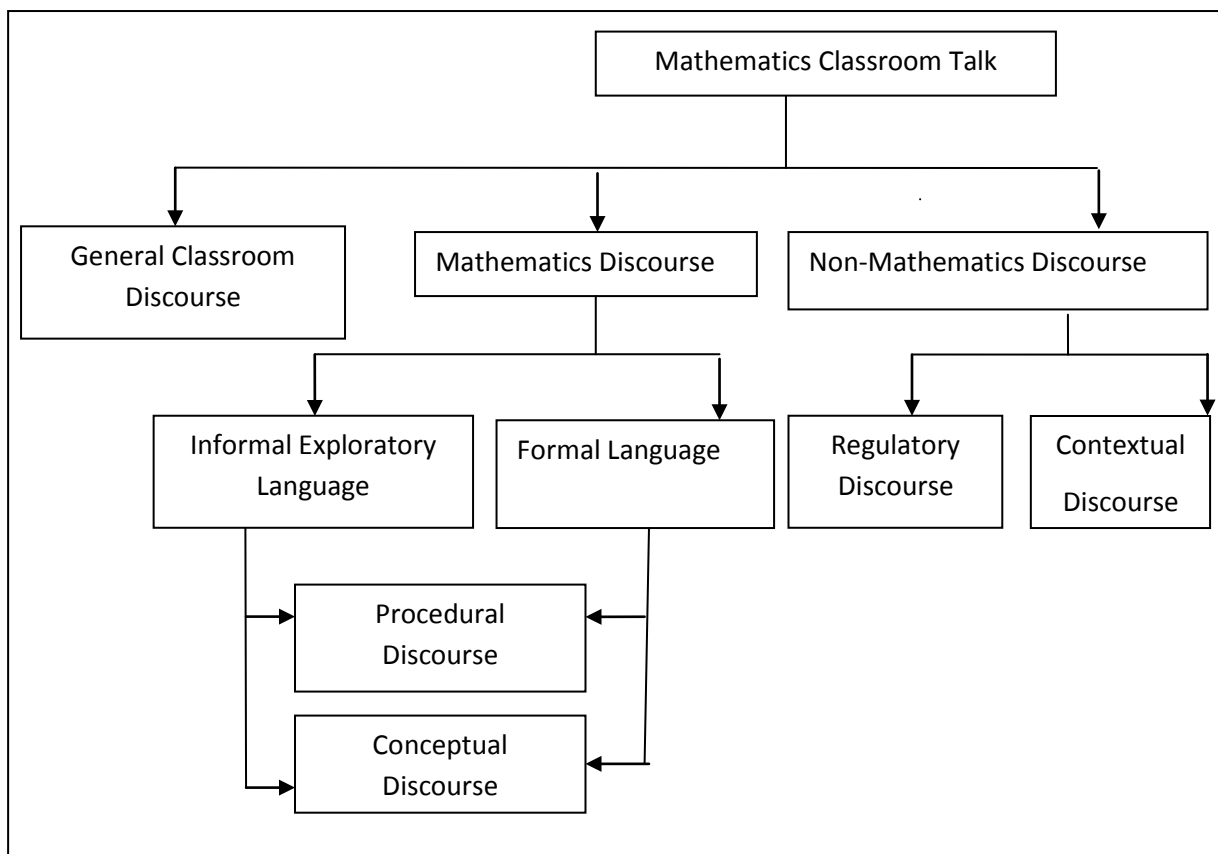 Mathematics Classroom Talk
General Classroom
Discourse
Mathematics Discourse
Non-Mathematics Discourse
Informal Exploratory
Language
Formal Language
Regulatory
Discourse
Contextual
Discourse
Procedural
Discourse
Conceptual
Discourse